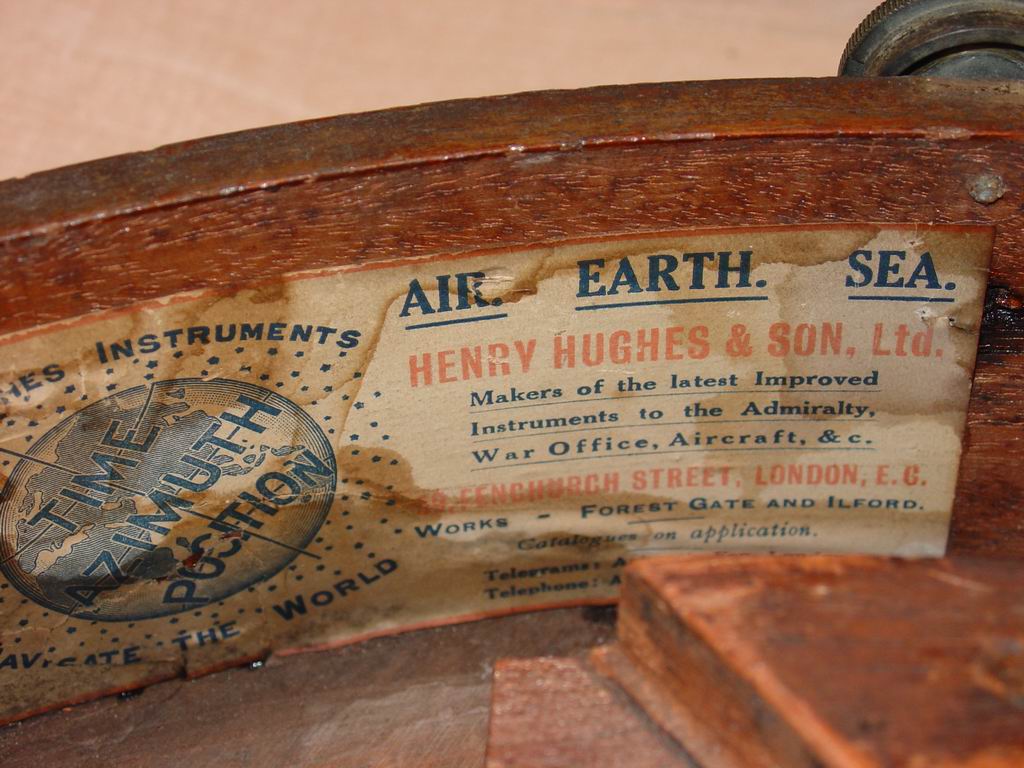 HES INSTRUMENTS
TIME
AZIMUTH
POSITION
NAVIGATE THE WORLD
AIR. EARTH. SEA.
HENRY HUGHES & SON, Ltd.
Makers of the latest Improved
Instruments to the Admiralty,
War Office, Aircraft, &c.
FENCHURCH STREET, LONDON, E.C.
WORKS - FOREST GATE AND ILFORD.
Catalogues on application.
Telegrams: A
Telephone: A